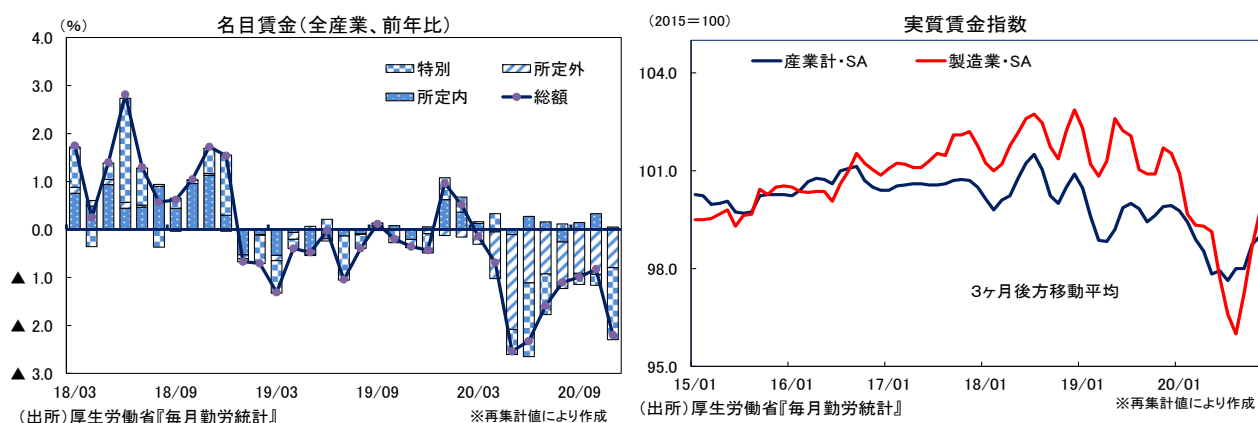 名目賃金(全産業、前年比)
(%)
特別
所定外
所定内
総額
4.0
3.0
2.0
1.0
0.0
▲ 1.0
▲ 2.0
▲ 3.0
18/03 18/09 19/03 19/09 20/03 20/09
(出所)厚生労働省『毎月勤労統計』
※再集計値により作成
実質賃金指数
(2015=100)
産業計・SA
製造業・SA
104.0
101.0
98.0
95.0
3ヶ月後方移動平均
15/01 16/01 17/01 18/01 19/01 20/01
(出所)厚生労働省『毎月勤労統計』
※再集計値により作成